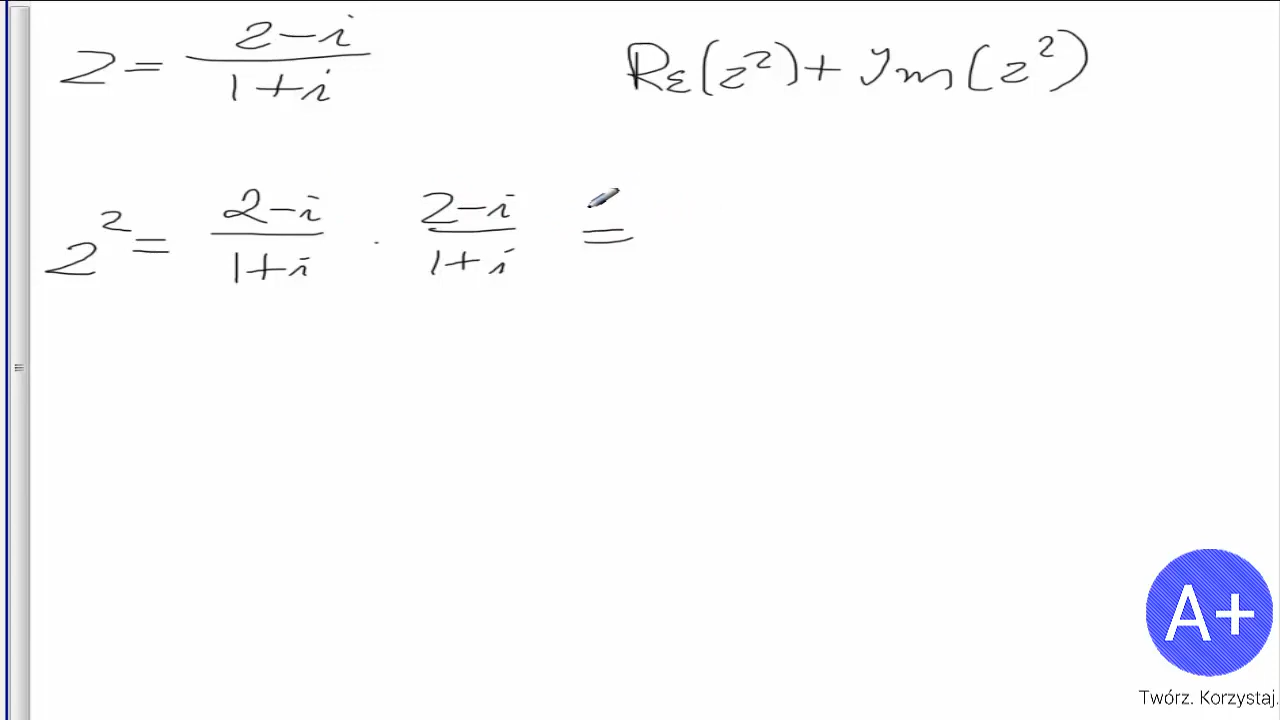 z = (2-i)/(1+i) Re(z²) + Im(z²)
z² = (2-i)/(1+i) · (2-i)/(1+i) =
A+
Twórz. Korzystaj.